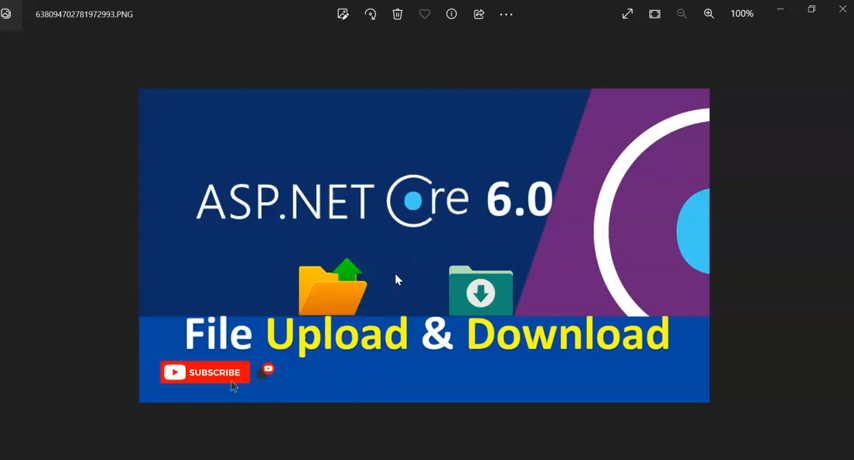 638094702781972993.PNG
100%
ASP.NET Core 6.0
File Upload & Download
SUBSCRIBE